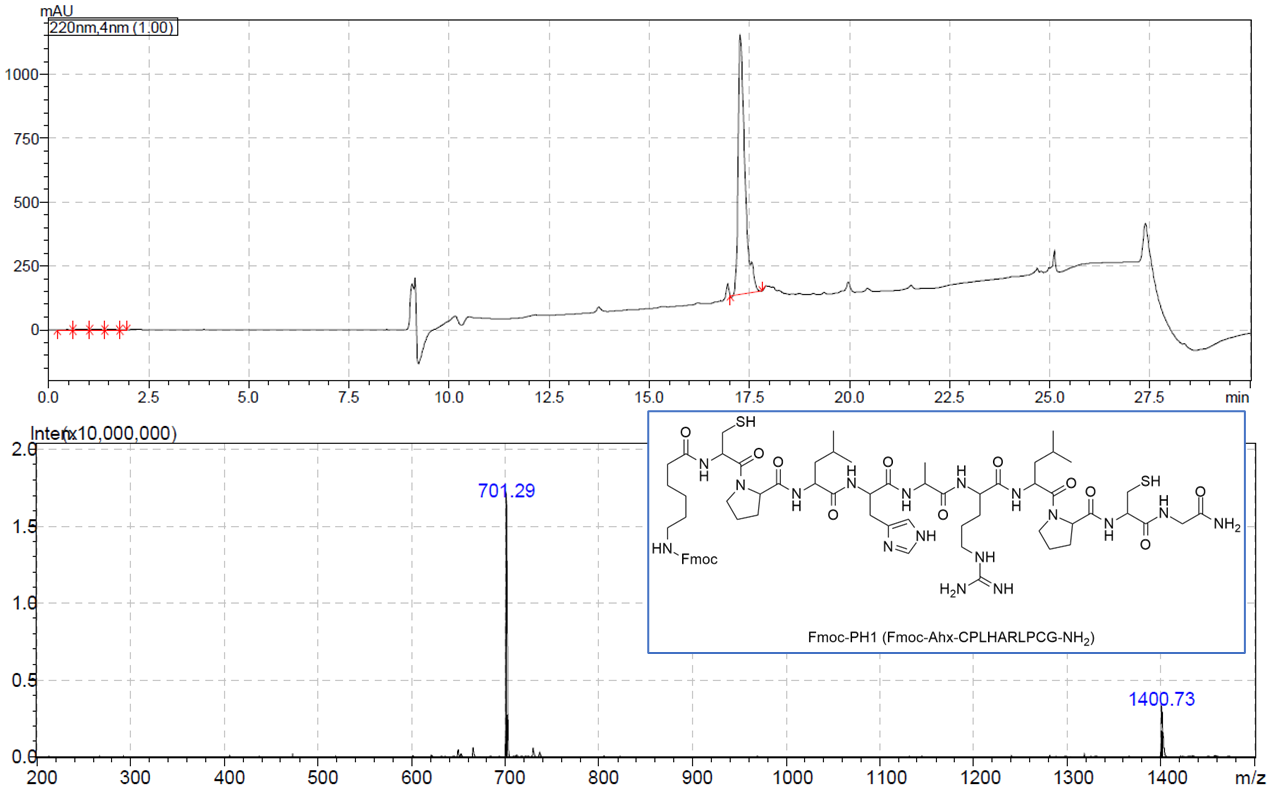 mAU
220nm,4nm (1.00)
1000
750
500
250
0
0.0 2.5 5.0 7.5 10.0 12.5 15.0 17.5 20.0 22.5 25.0 27.5 min
Inten.(x10,000,000)
2.0
1.5
1.0
0.5
0.0
701.29
1400.73
200 300 400 500 600 700 800 900 1000 1100 1200 1300 1400 m/z
O
N
H
SH
O
N
O
N
H
O
H
N
N
NH
O
N
H
O
H
N
NH
H2N
NH
O
N
H
O
N
O
N
H
SH
O
H
N
O
NH2
HN
Fmoc
Fmoc-PH1 (Fmoc-Ahx-CPLHARLPCG-NH2)